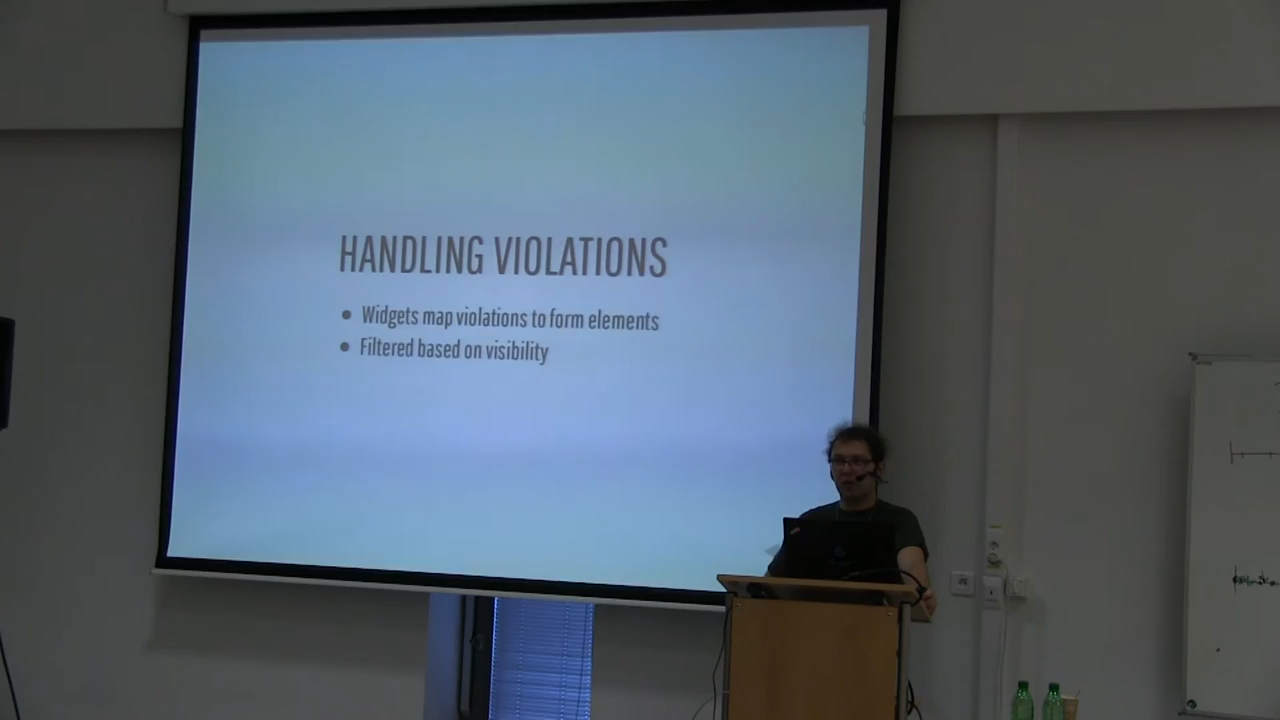 HANDLING VIOLATIONS
• Widgets map violations to form elements
• Filtered based on visibility